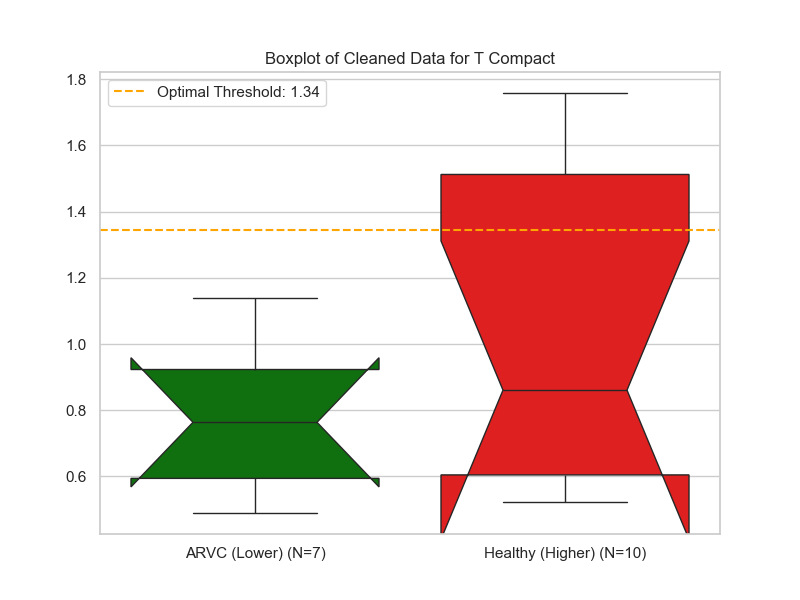 Boxplot of Cleaned Data for T Compact
Optimal Threshold: 1.34
1.8
1.6
1.4
1.2
1.0
0.8
0.6
ARVC (Lower) (N=7)
Healthy (Higher) (N=10)